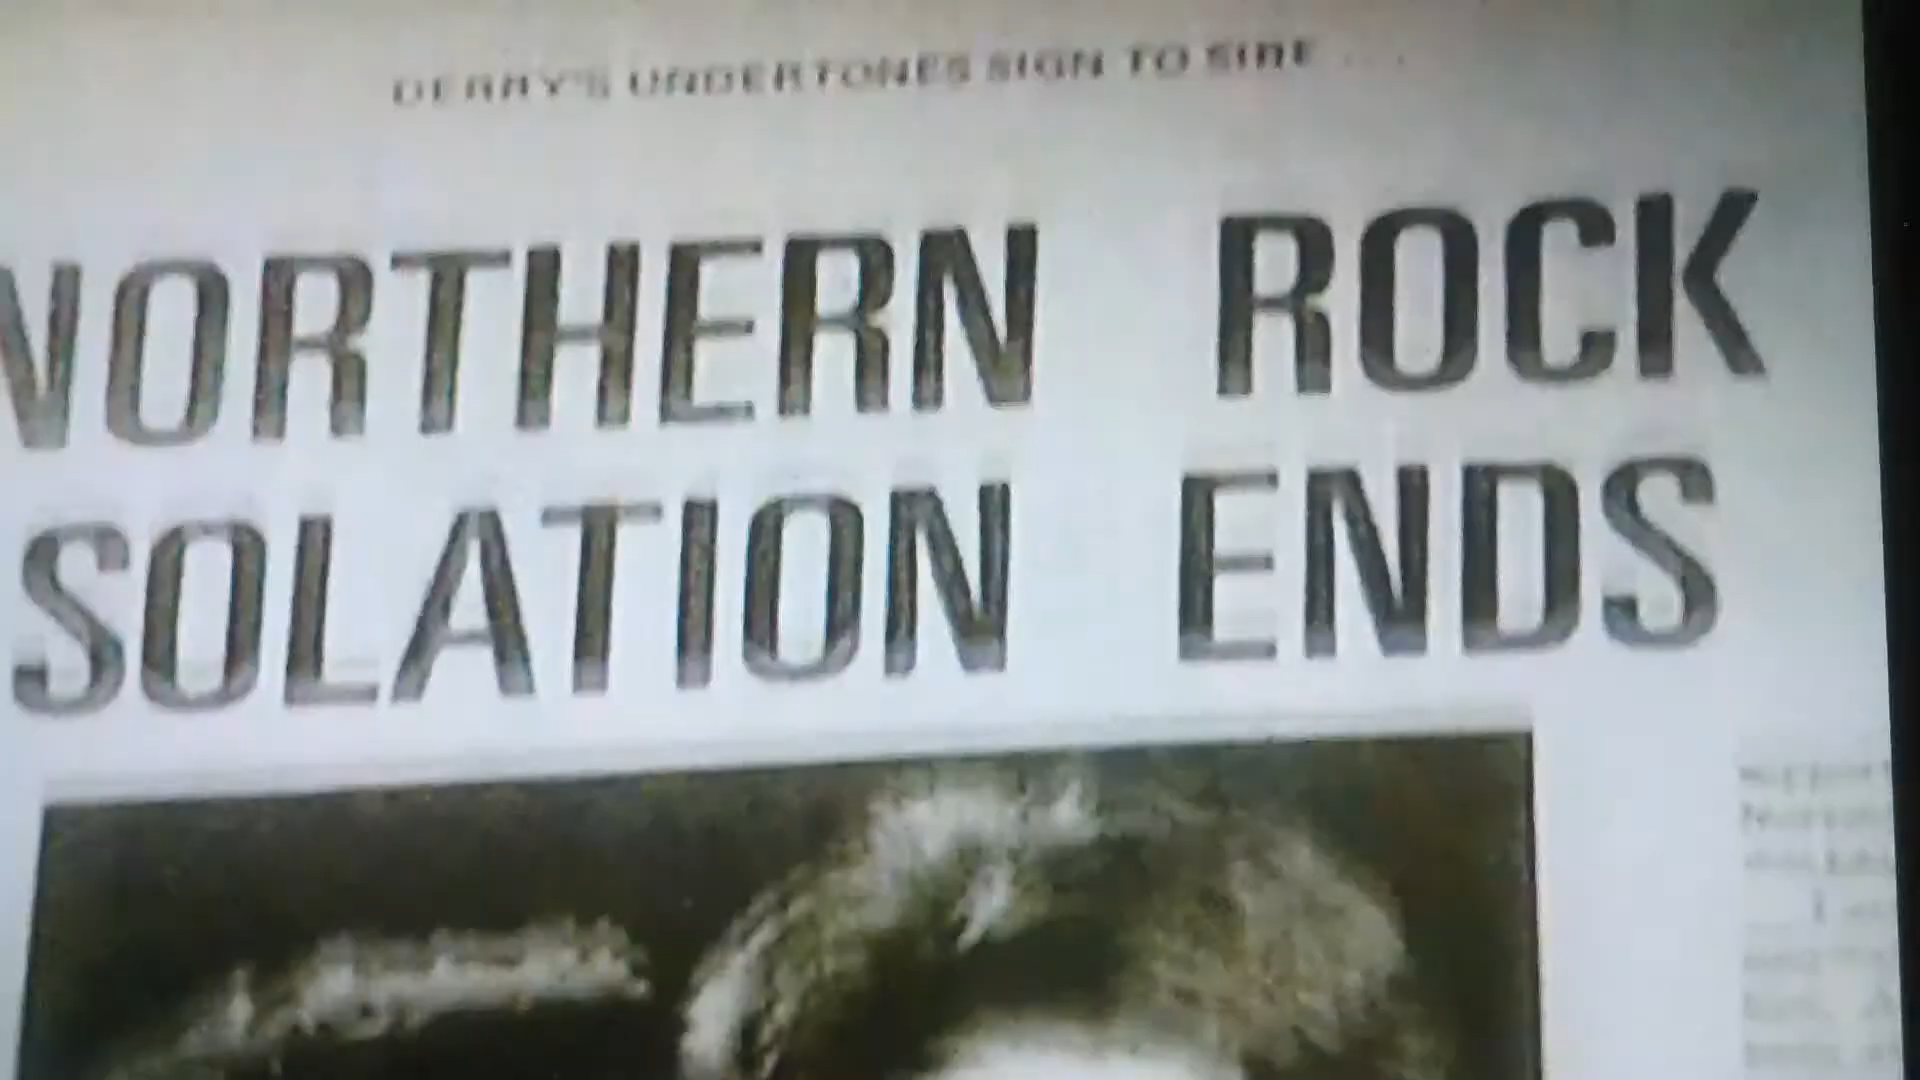 DERRY'S UNDERTONES SIGN TO SIRE ...
NORTHERN ROCK
SOLATION ENDS